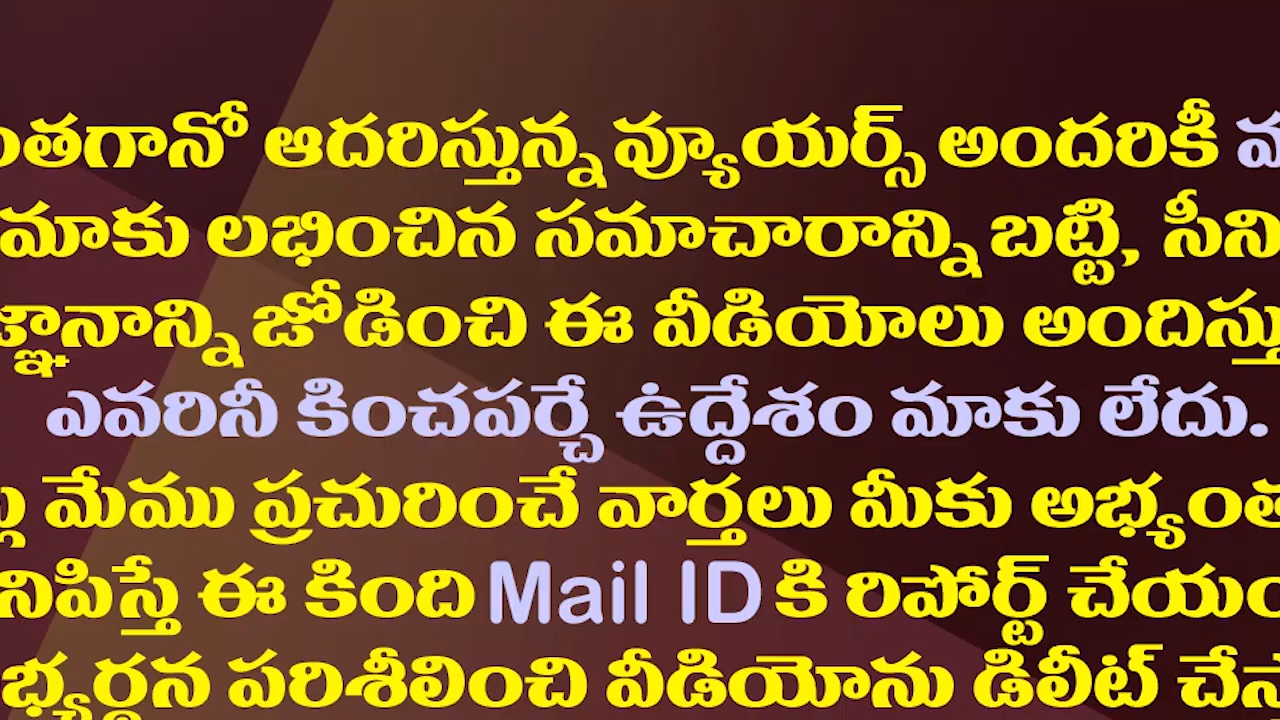 ంతగానో ఆదరిస్తున్న వ్యూయర్స్ అందరికీ
మాకు లభించిన సమాచారాన్ని బట్టి, సీని
జ్ఞానాన్ని జోడించి ఈ వీడియోలు అందిస్తు
ఎవరినీ కించపర్చే ఉద్దేశం మాకు లేదు.
మేము ప్రచురించే వార్తలు మీకు అభ్యంత
నిపిస్తే ఈ కింది Mail ID కి రిపోర్ట్ చేయం
భ్యర్థన పరిశీలించి వీడియోను డిలీట్ చేస